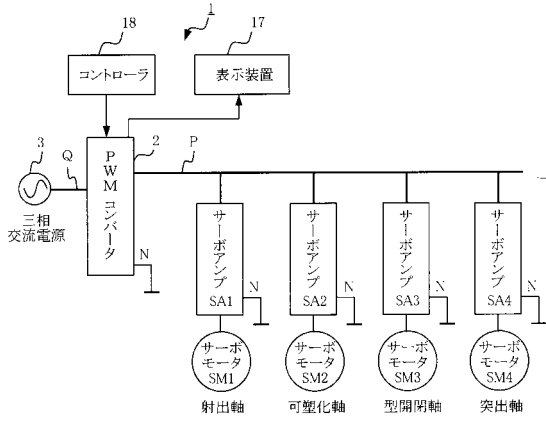 18
1
17
コントローラ
表示装置
3
Q
2
P
PWMコンバータ
三相
交流電源
N
サーボアンプ
SA1
N
サーボアンプ
SA2
N
サーボアンプ
SA3
N
サーボアンプ
SA4
N
サーボ
モータ
SM1
サーボ
モータ
SM2
サーボ
モータ
SM3
サーボ
モータ
SM4
射出軸
可塑化軸
型開閉軸
突出軸